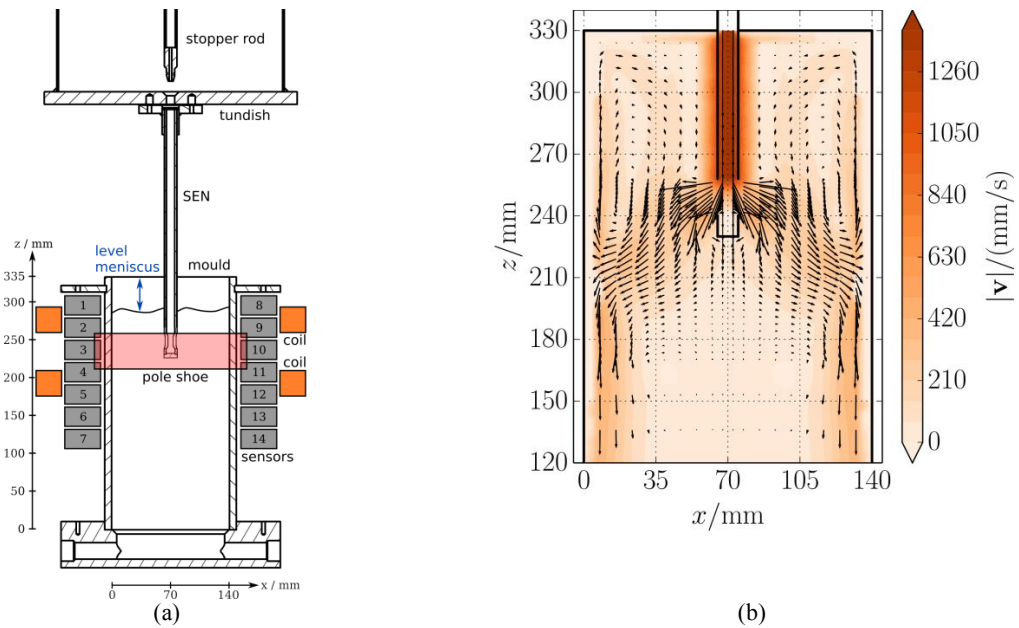 stopper rod
tundish
SEN
z / mm
level
meniscus
mould
335
300
250
200
150
100
50
0
1
2
3
4
5
6
7
8
9
10
11
12
13
14
coil
coil
pole shoe
sensors
x / mm
0
70
140
(a)
330
300
270
240
210
180
150
120
z/mm
0
35
70
105
140
x/mm
1260
1050
840
630
420
210
0
|v|/(mm/s)
(b)